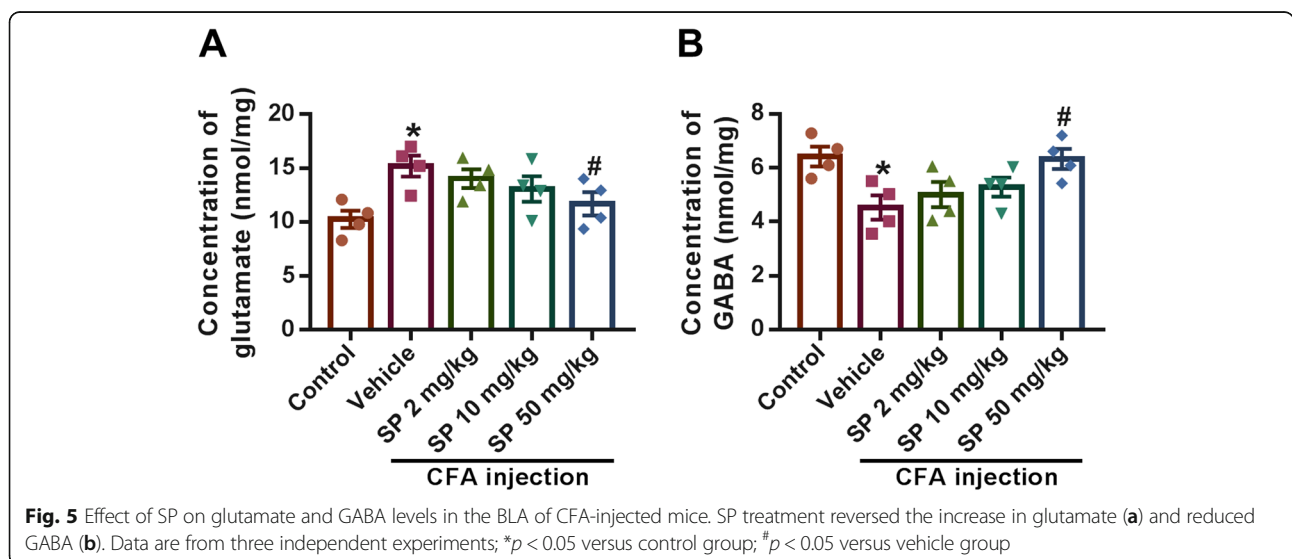 A
Concentration of
glutamate (nmol/mg)
20
15
10
5
0
*
#
Control
Vehicle
SP 2 mg/kg
SP 10 mg/kg
SP 50 mg/kg
CFA injection
B
Concentration of
GABA (nmol/mg)
8
6
4
2
0
*
#
Control
Vehicle
SP 2 mg/kg
SP 10 mg/kg
SP 50 mg/kg
CFA injection
Fig. 5 Effect of SP on glutamate and GABA levels in the BLA of CFA-injected mice. SP treatment reversed the increase in glutamate (a) and reduced
GABA (b). Data are from three independent experiments; *p < 0.05 versus control group; #p < 0.05 versus vehicle group